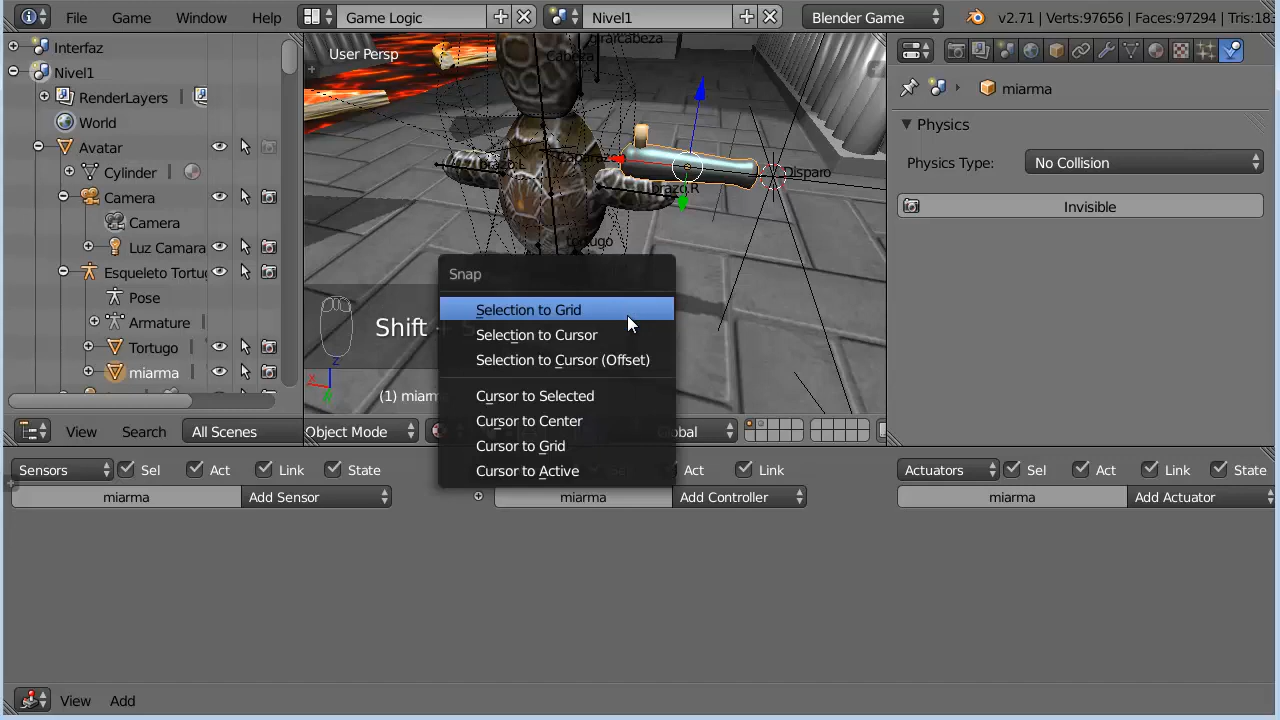 File Game Window Help Game Logic Nivel1 Blender Game v2.71 | Verts:97656 | Faces:97294 | Tris:18
Interfaz
Nivel1
RenderLayers
World
Avatar
Cylinder
Camera
Camera
Luz Camara
Esqueleto Tortug
Pose
Armature
Tortugo
miarma
View Search All Scenes
User Persp
girarCabeza
Cabeza
brazo.L
Caparazo
brazo.R
Disparo
tortugo
Shift + S
(1) miarm
Object Mode Global
Snap
Selection to Grid
Selection to Cursor
Selection to Cursor (Offset)
Cursor to Selected
Cursor to Center
Cursor to Grid
Cursor to Active
miarma
Physics
Physics Type: No Collision
Invisible
Sensors Sel Act Link State
miarma Add Sensor
Act Link
miarma Add Controller
Actuators Sel Act Link State
miarma Add Actuator
View Add